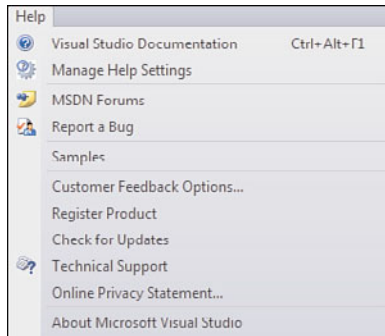 Help
Visual Studio Documentation Ctrl+Alt+F1
Manage Help Settings
MSDN Forums
Report a Bug
Samples
Customer Feedback Options...
Register Product
Check for Updates
Technical Support
Online Privacy Statement...
About Microsoft Visual Studio